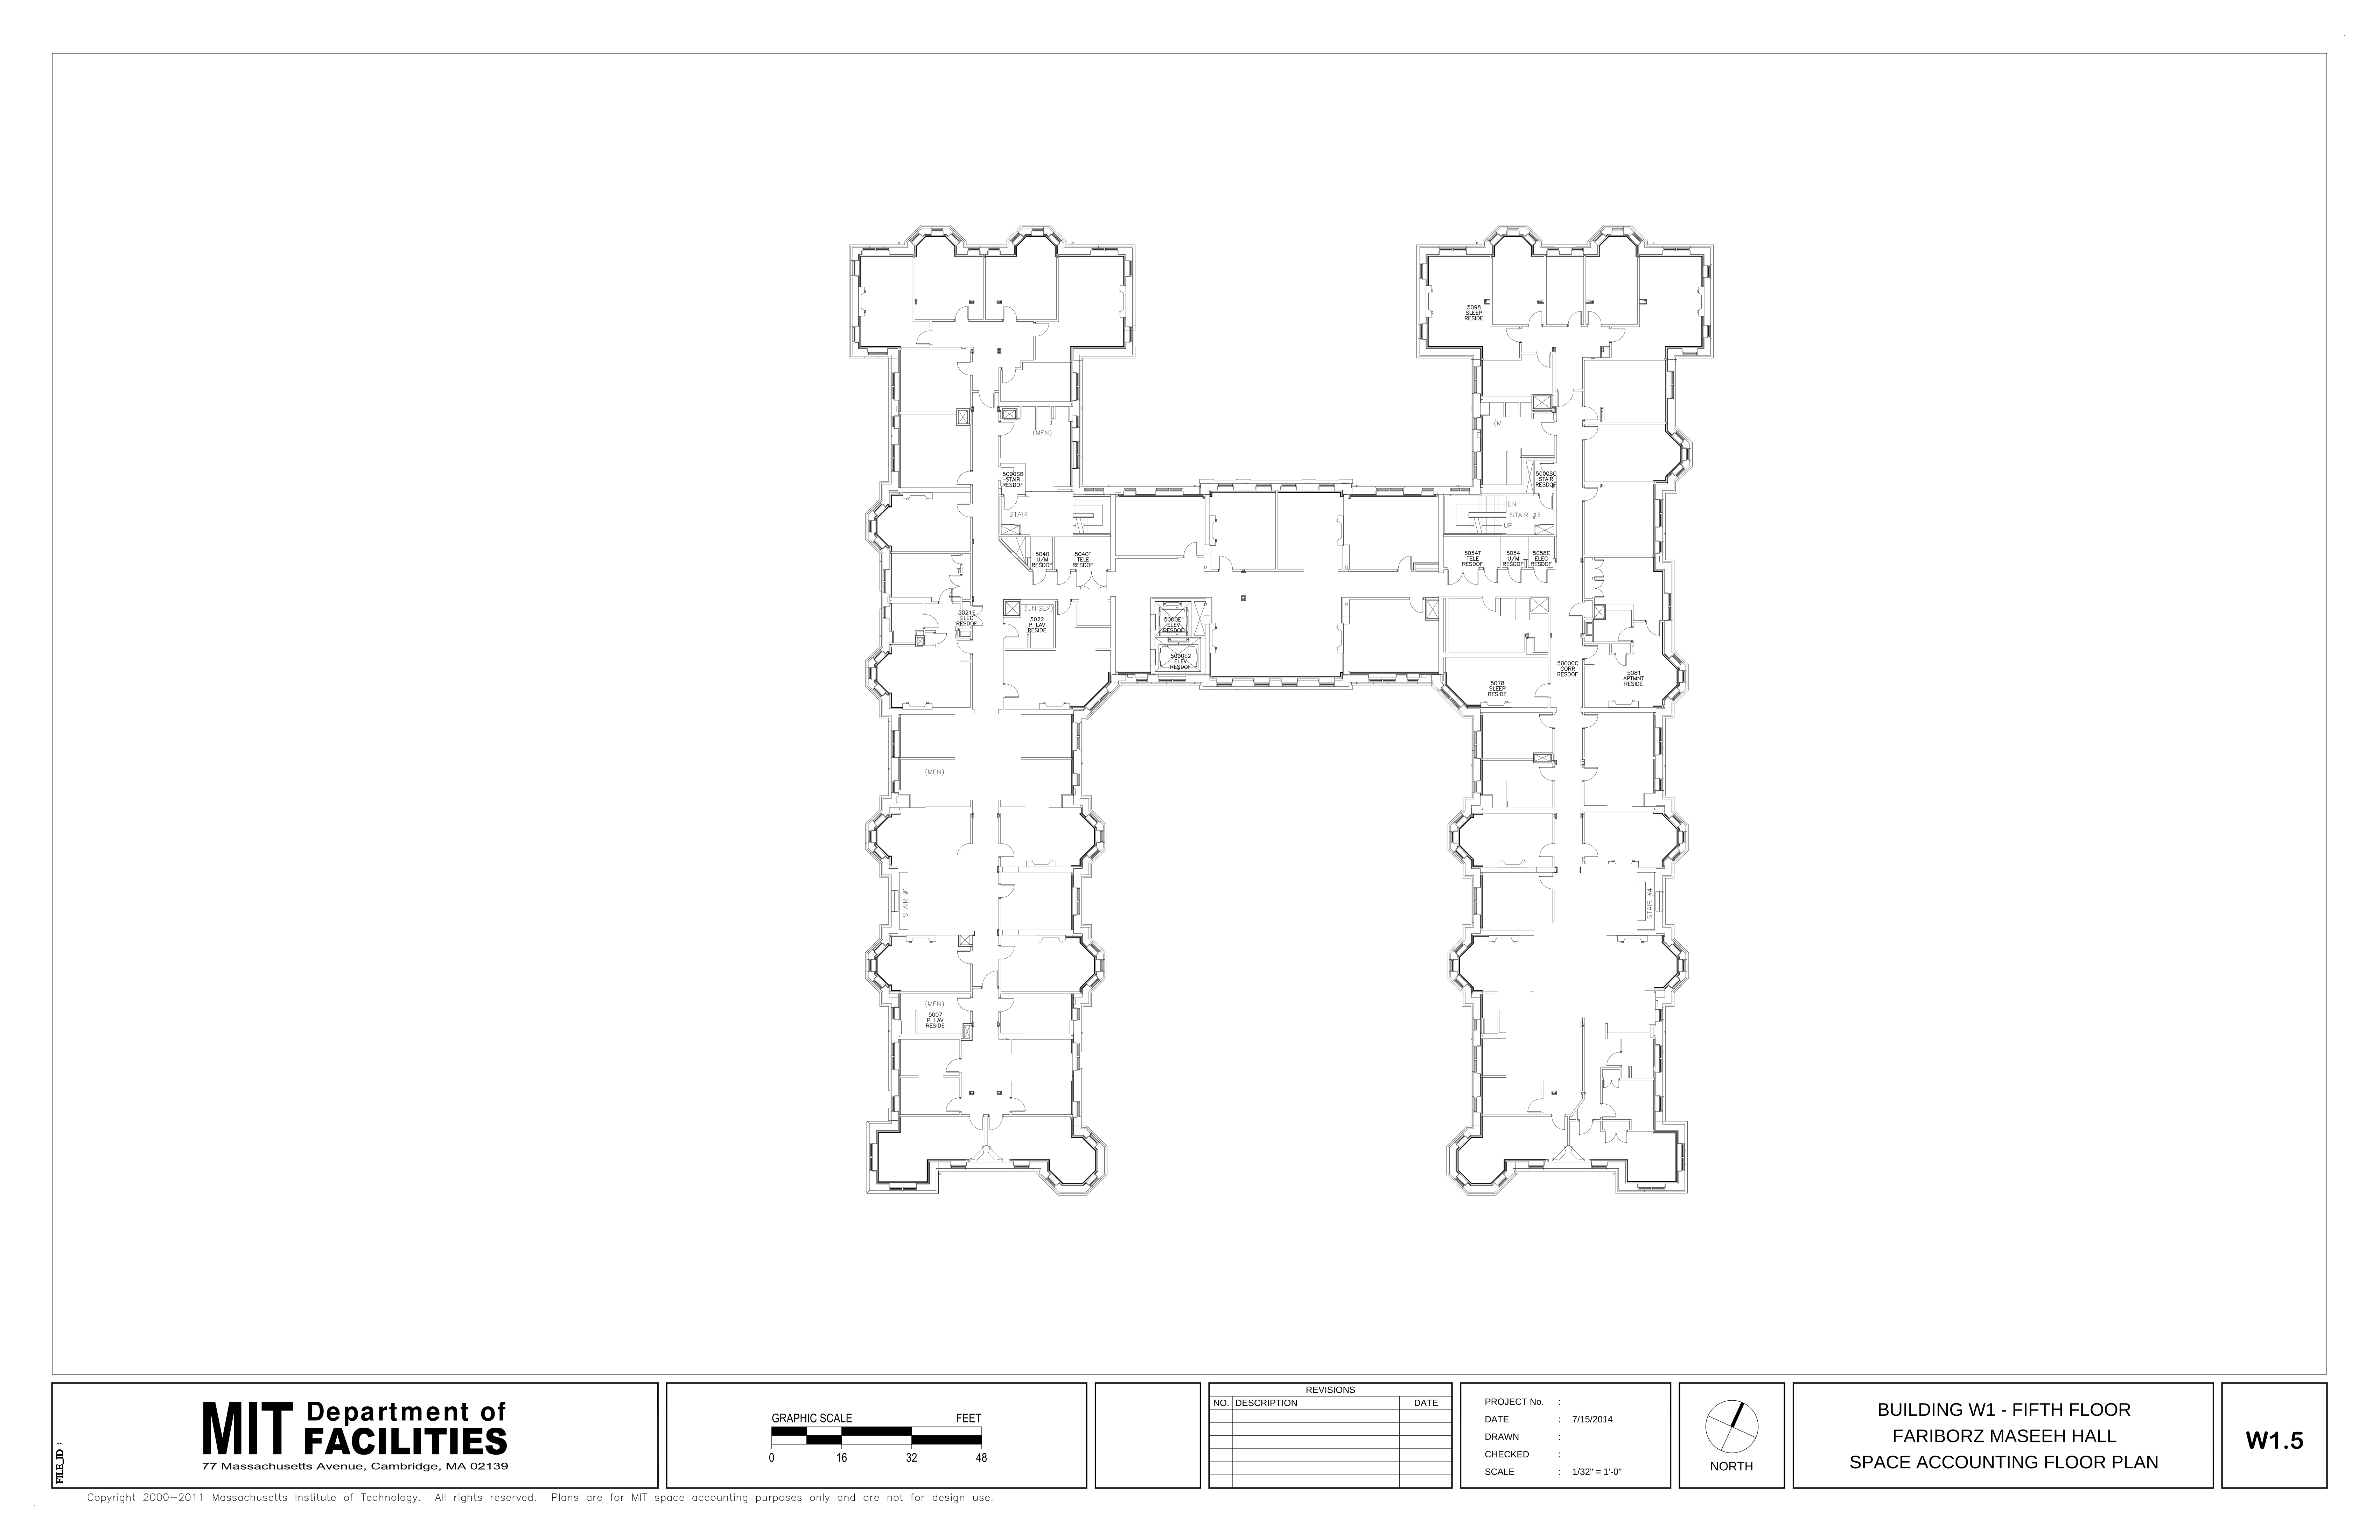 5098
SLEEP
RESIDE
(MEN)
(M
5000SB
STAIR
RESDOF
5000SC
STAIR
RESDOF
STAIR
DN
STAIR #3
UP
5040
U/M
RESDOF
5040T
TELE
RESDOF
5054T
TELE
RESDOF
5054
U/M
RESDOF
5058E
ELEC
RESDOF
5021E
ELEC
RESDOF
(UNISEX)
5022
P LAV
RESIDE
5000E1
ELEV
RESDOF
5000E2
ELEV
RESDOF
5000CC
CORR
RESDOF
5078
SLEEP
RESIDE
5081
APTMNT
RESIDE
(MEN)
STAIR #1
STAIR #4
(MEN)
5007
P LAV
RESIDE
FILE_ID :
MIT Department of
FACILITIES
77 Massachusetts Avenue, Cambridge, MA 02139
GRAPHIC SCALE FEET
0 16 32 48
REVISIONS
NO. DESCRIPTION DATE
PROJECT No. :
DATE : 7/15/2014
DRAWN :
CHECKED :
SCALE : 1/32" = 1'-0"
NORTH
BUILDING W1 - FIFTH FLOOR
FARIBORZ MASEEH HALL
SPACE ACCOUNTING FLOOR PLAN
W1.5
Copyright 2000-2011 Massachusetts Institute of Technology. All rights reserved. Plans are for MIT space accounting purposes only and are not for design use.